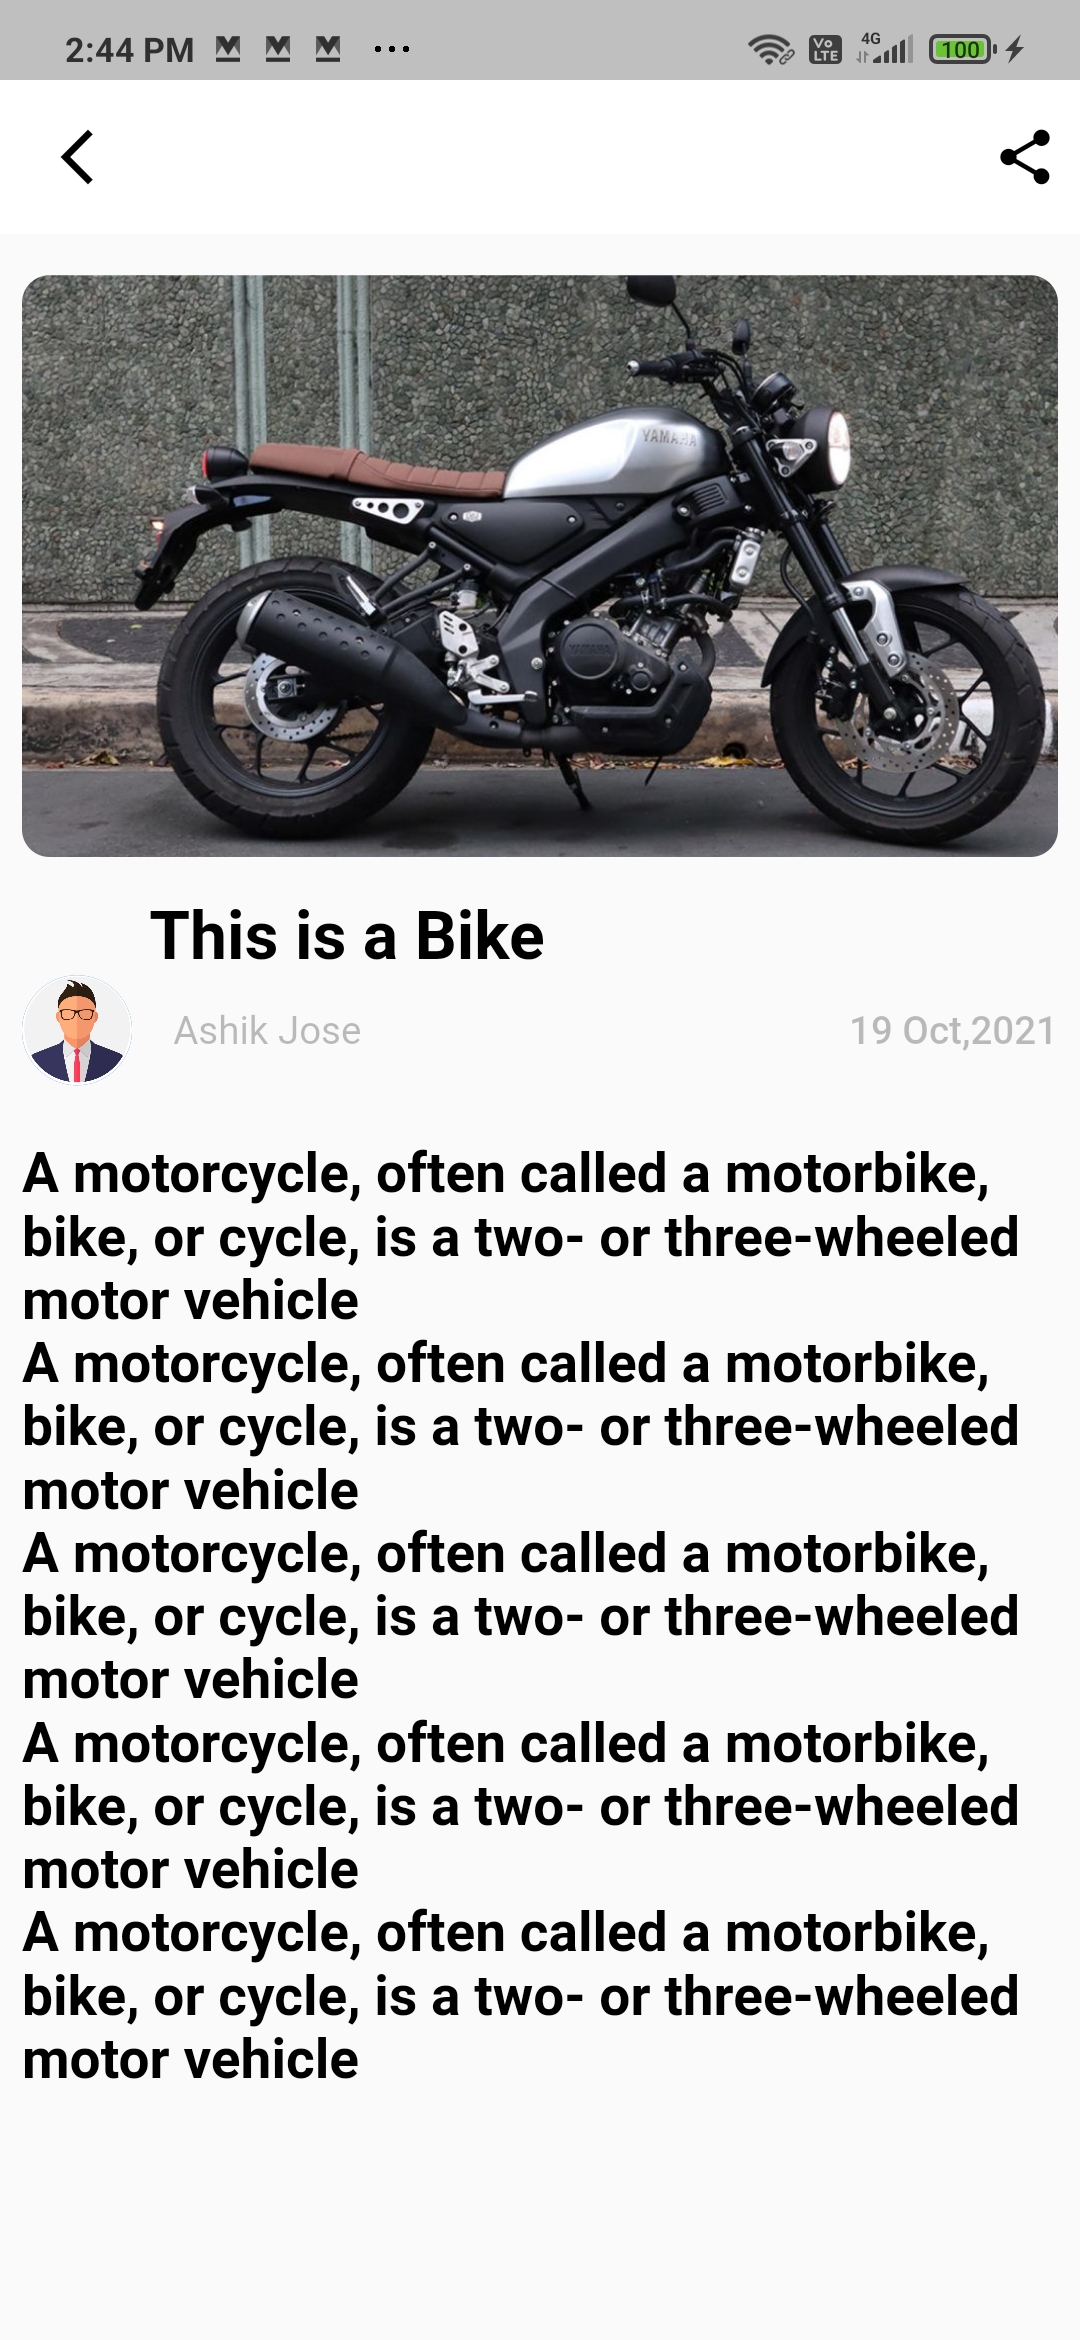 2:44 PM
Vo LTE
4G
100
YAMAHA
YAMAHA
This is a Bike
Ashik Jose
19 Oct,2021
A motorcycle, often called a motorbike,
bike, or cycle, is a two- or three-wheeled
motor vehicle
A motorcycle, often called a motorbike,
bike, or cycle, is a two- or three-wheeled
motor vehicle
A motorcycle, often called a motorbike,
bike, or cycle, is a two- or three-wheeled
motor vehicle
A motorcycle, often called a motorbike,
bike, or cycle, is a two- or three-wheeled
motor vehicle
A motorcycle, often called a motorbike,
bike, or cycle, is a two- or three-wheeled
motor vehicle